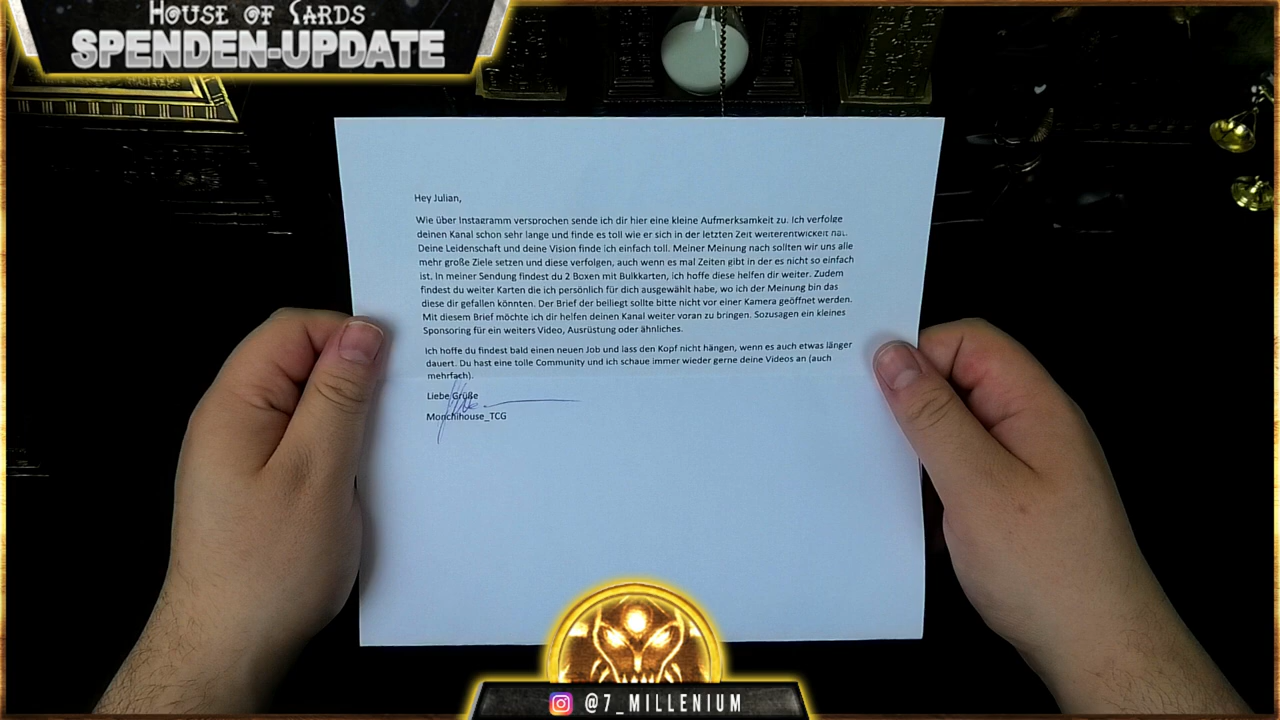 HOUSE OF CARDS
SPENDEN-UPDATE
Hey Julian,
Wie über Instagramm versprochen sende ich dir hier eine kleine Aufmerksamkeit zu. Ich verfolge
deinen Kanal schon sehr lange und finde es toll wie er sich in der letzten Zeit weiterentwickelt hat.
Deine Leidenschaft und deine Vision finde ich einfach toll. Meiner Meinung nach sollten wir uns alle
mehr große Ziele setzen und diese verfolgen, auch wenn es mal Zeiten gibt in der es nicht so einfach
ist. In meiner Sendung findest du 2 Boxen mit Bulkkarten, ich hoffe diese helfen dir weiter. Zudem
findest du weiter Karten die ich persönlich für dich ausgewählt habe, wo ich der Meinung bin das
diese dir gefallen könnten. Der Brief der beiliegt sollte bitte nicht vor einer Kamera geöffnet werden.
Mit diesem Brief möchte ich dir helfen deinen Kanal weiter voran zu bringen. Sozusagen ein kleines
Sponsoring für ein weiters Video, Ausrüstung oder ähnliches.
Ich hoffe du findest bald einen neuen Job und lass den Kopf nicht hängen, wenn es auch etwas länger
dauert. Du hast eine tolle Community und ich schaue immer wieder gerne deine Videos an (auch
mehrfach).
Liebe Grüße
Monchihouse_TCG
@7_MILLENIUM